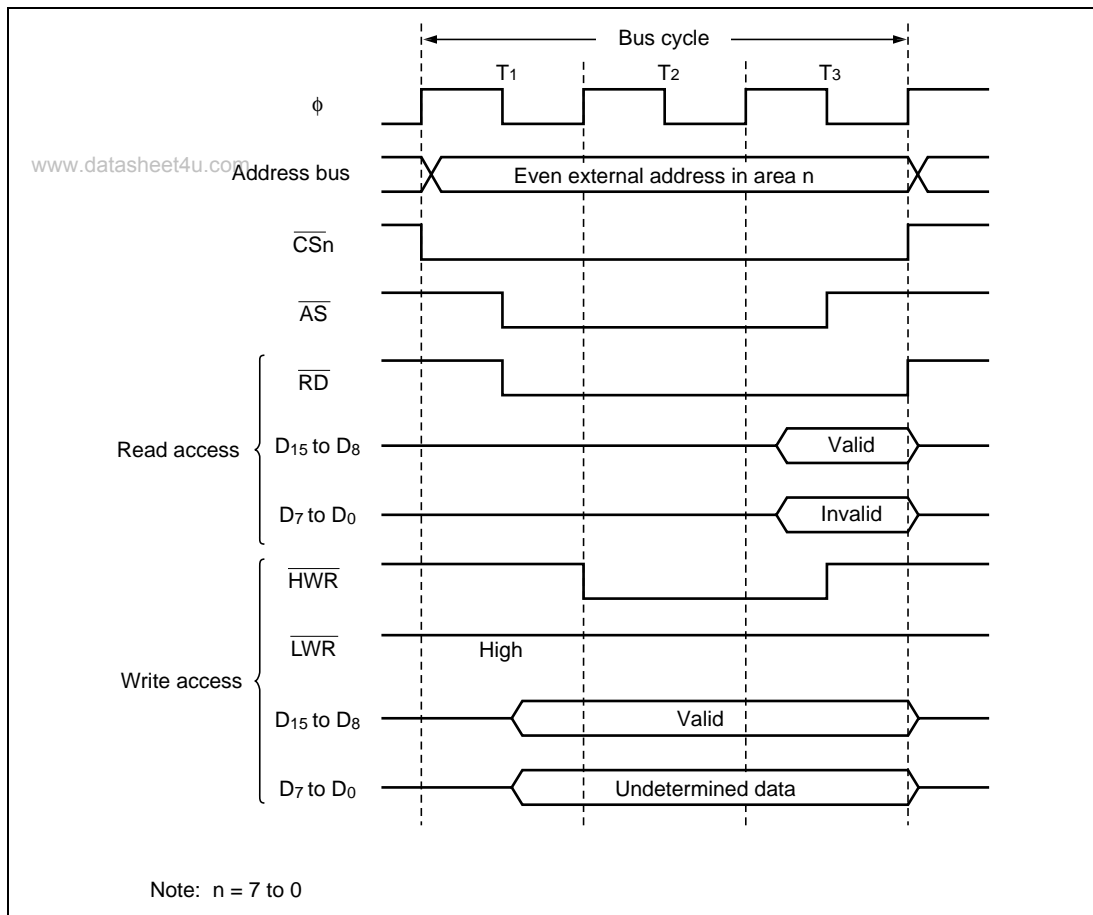 Bus cycle
T1 T2 T3
ϕ
www.datasheet4u.com
Address bus
Even external address in area n
CSn
AS
RD
Read access
D15 to D8
Valid
D7 to D0
Invalid
HWR
LWR
High
Write access
D15 to D8
Valid
D7 to D0
Undetermined data
Note: n = 7 to 0